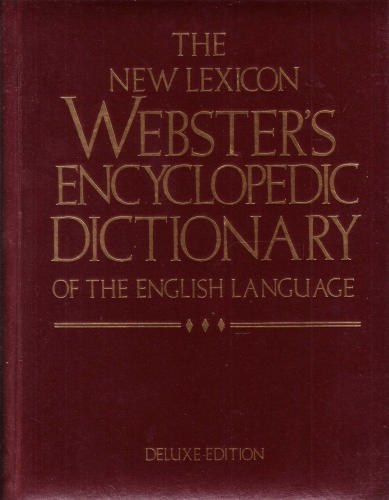 THE
NEW LEXICON
WEBSTER'S
ENCYCLOPEDIC
DICTIONARY
OF THE ENGLISH LANGUAGE
DELUXE-EDITION